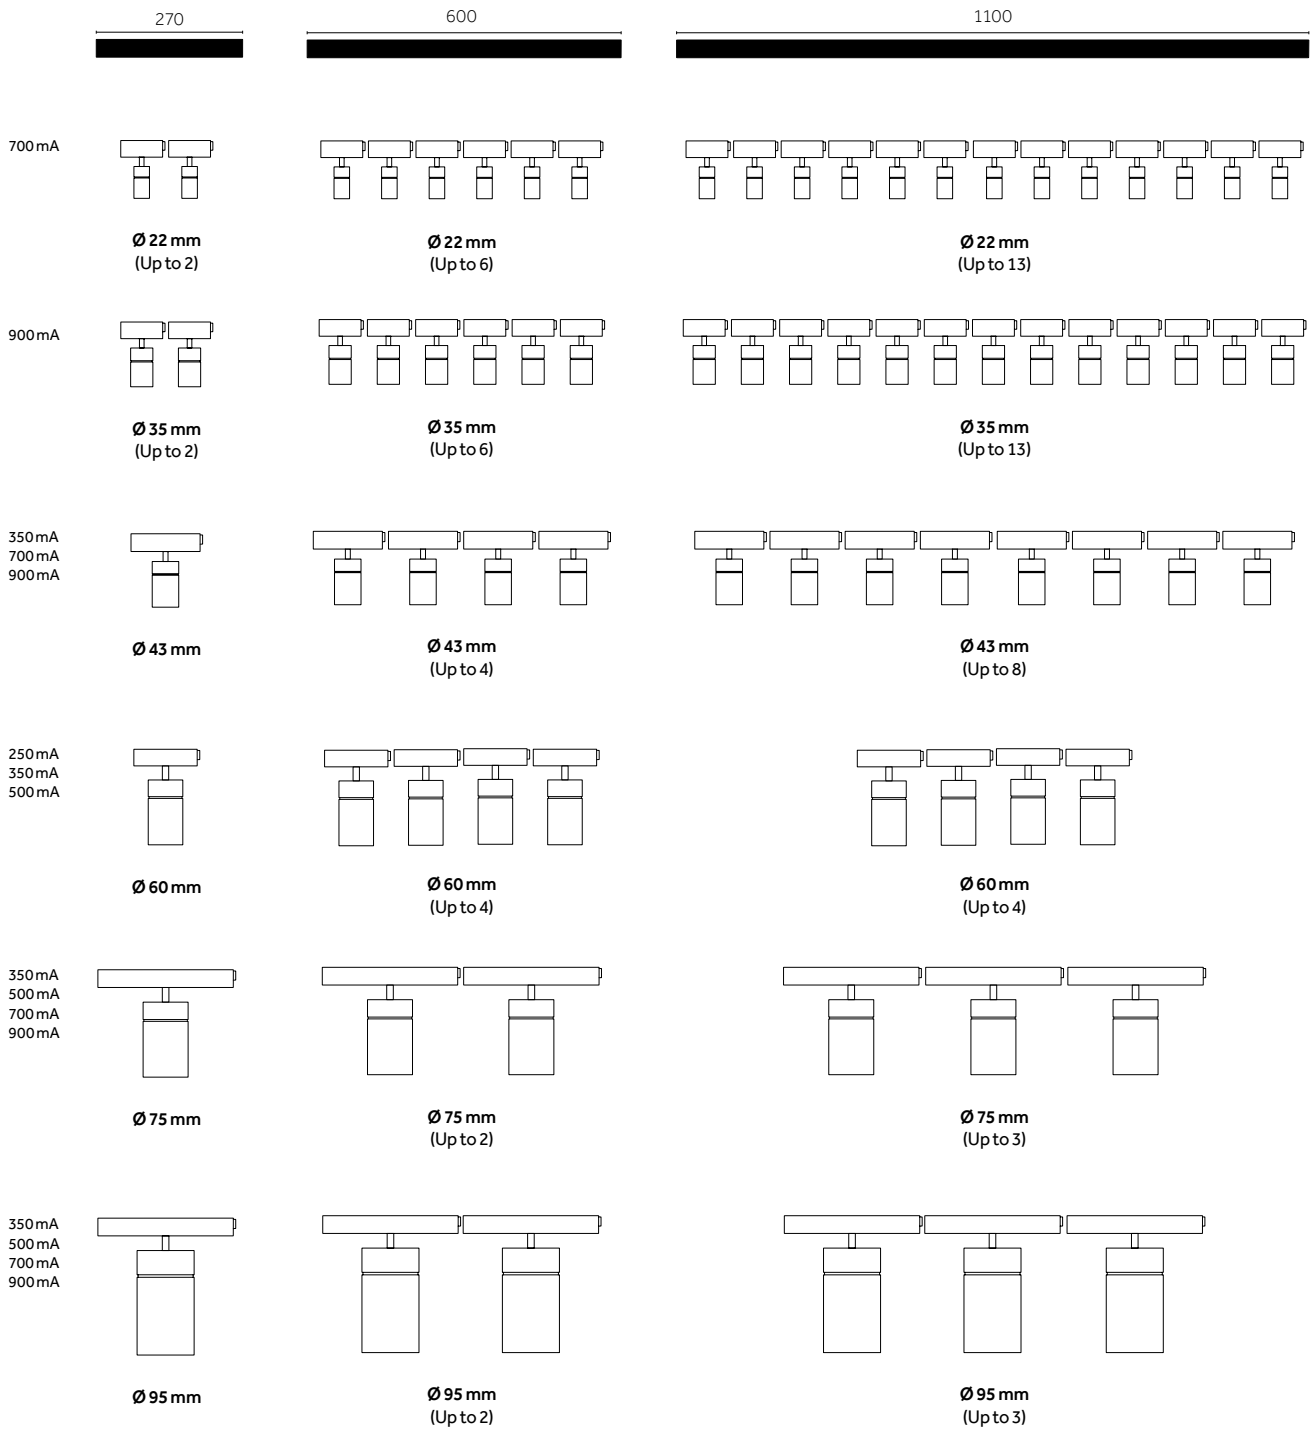 270 600 1100
700 mA
Ø 22 mm Ø 22 mm Ø 22 mm
(Up to 2) (Up to 6) (Up to 13)
900 mA
Ø 35 mm Ø 35 mm Ø 35 mm
(Up to 2) (Up to 6) (Up to 13)
350 mA
700 mA
900 mA
Ø 43 mm Ø 43 mm Ø 43 mm
(Up to 4) (Up to 8)
250 mA
350 mA
500 mA
Ø 60 mm Ø 60 mm Ø 60 mm
(Up to 4) (Up to 4)
350 mA
500 mA
700 mA
900 mA
Ø 75 mm Ø 75 mm Ø 75 mm
(Up to 2) (Up to 3)
350 mA
500 mA
700 mA
900 mA
Ø 95 mm Ø 95 mm Ø 95 mm
(Up to 2) (Up to 3)